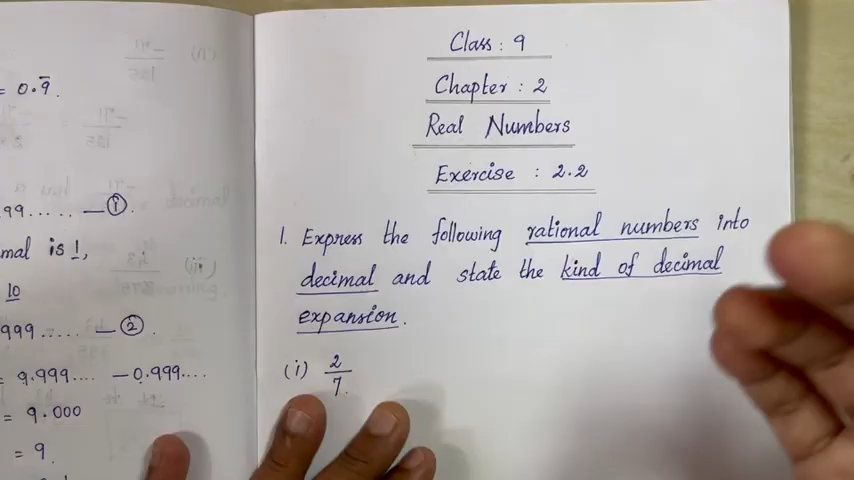 = 0.9̅.
99..... — ①.
mal is 1,
10
999..... — ②.
= 9.999.... - 0.999....
= 9.000
= 9.
Class : 9
Chapter : 2
Real Numbers
Exercise : 2.2
1. Express the following rational numbers into
decimal and state the kind of decimal
expansion.
(i) 2/7